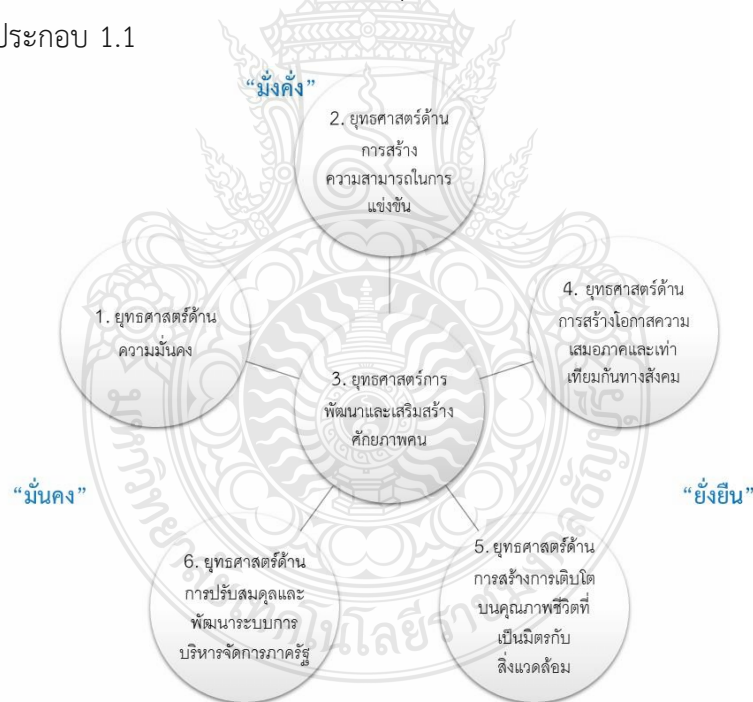 ประกอบ 1.1
“มั่งคั่ง”
2. ยุทธศาสตร์ด้าน
การสร้าง
ความสามารถในการ
แข่งขัน
1. ยุทธศาสตร์ด้าน
ความมั่นคง
4. ยุทธศาสตร์ด้าน
การสร้างโอกาสความ
เสมอภาคและเท่า
เทียมกันทางสังคม
3. ยุทธศาสตร์การ
พัฒนาและเสริมสร้าง
ศักยภาพคน
“มั่นคง”
“ยั่งยืน”
6. ยุทธศาสตร์ด้าน
การปรับสมดุลและ
พัฒนาระบบการ
บริหารจัดการภาครัฐ
5. ยุทธศาสตร์ด้าน
การสร้างการเติบโต
บนคุณภาพชีวิตที่
เป็นมิตรกับ
สิ่งแวดล้อม